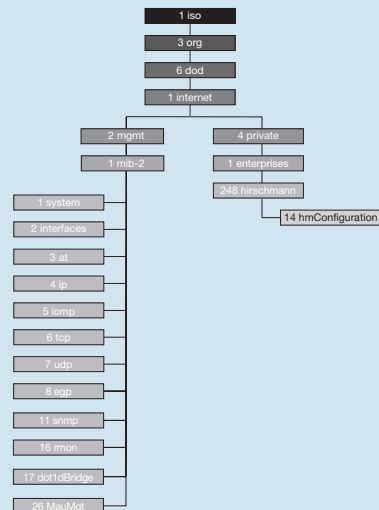 1 iso
3 org
6 dod
1 internet
2 mgmt
4 private
1 mib-2
1 enterprises
248 hirschmann
14 hmConfiguration
1 system
2 interfaces
3 at
4 ip
5 icmp
6 tcp
7 udp
8 egp
11 snmp
16 rmon
17 dot1dBridge
26 MauMgt